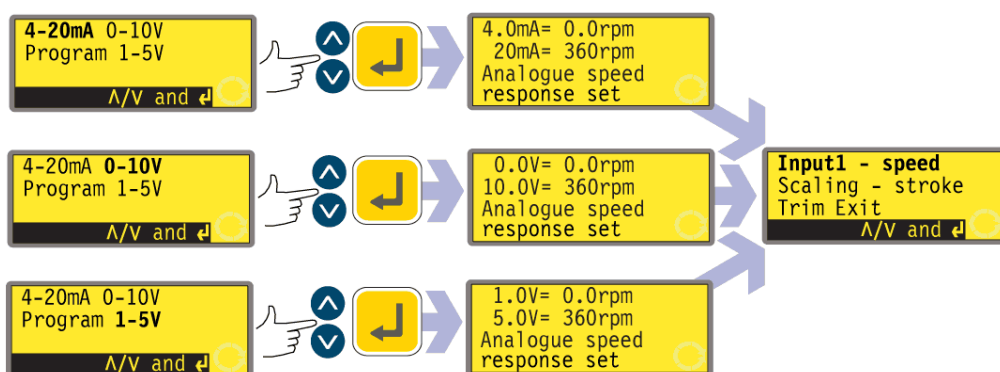 4-20mA 0-10V
Program 1-5V
∧/∨ and ↲
4.0mA= 0.0rpm
20mA= 360rpm
Analogue speed
response set
4-20mA 0-10V
Program 1-5V
∧/∨ and ↲
0.0V= 0.0rpm
10.0V= 360rpm
Analogue speed
response set
Input1 - speed
Scaling - stroke
Trim Exit
∧/∨ and ↲
4-20mA 0-10V
Program 1-5V
∧/∨ and ↲
1.0V= 0.0rpm
5.0V= 360rpm
Analogue speed
response set